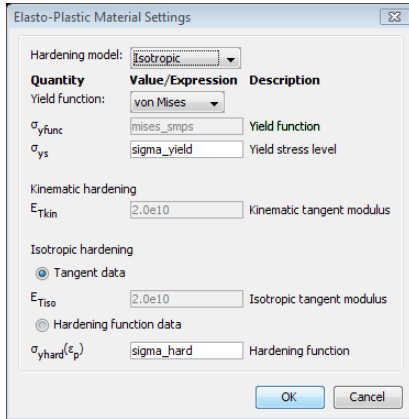 Elasto-Plastic Material Settings
Hardening model: Isotropic
Quantity Value/Expression Description
Yield function: von Mises
σyfunc mises_smps Yield function
σys sigma_yield Yield stress level
Kinematic hardening
ETkin 2.0e10 Kinematic tangent modulus
Isotropic hardening
Tangent data
ETiso 2.0e10 Isotropic tangent modulus
Hardening function data
σyhard(εp) sigma_hard Hardening function
OK Cancel